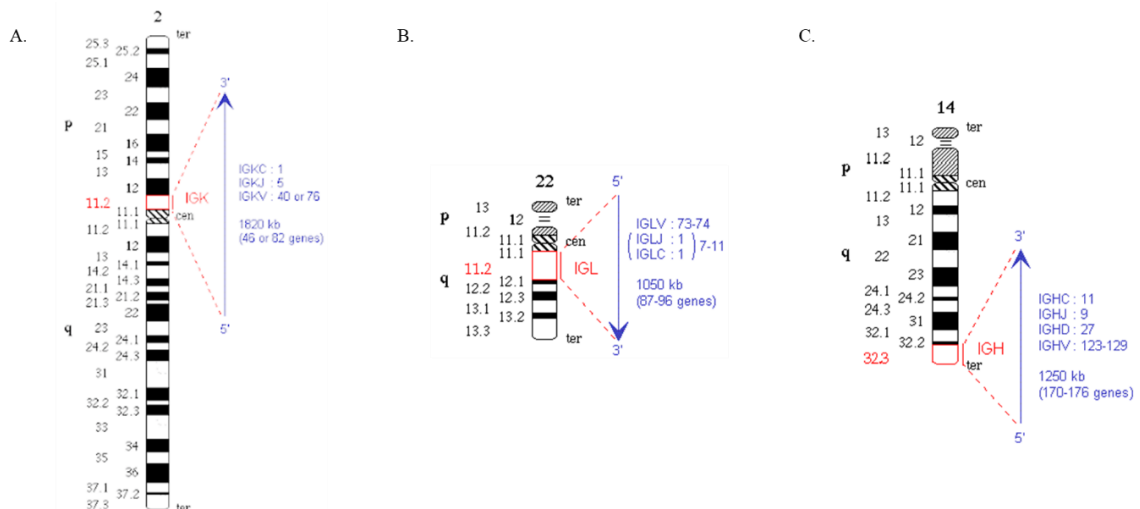 A.
2
ter
25.3
25.2
25.1
24
23
22
p
21
16
15
14
13
12
11.2
11.1
cen
11.1
11.2
12
13
14.1
14.2
14.3
21.1
21.2
21.3
22
q
23
24.1
24.2
24.3
31
32.1
32.2
32.3
33
34
35
36
37.1
37.2
37.3
ter
IGK
3'
IGKC : 1
IGKJ : 5
IGKV : 40 or 76
1820 kb
(46 or 82 genes)
5'
B.
22
ter
13
p
12
11.2
11.1
cen
11.1
11.2
q
12.1
12.2
12.3
13.1
13.2
13.3
ter
IGL
5'
IGLV : 73-74
IGLJ : 1
IGLC : 1
7-11
1050 kb
(87-96 genes)
3'
C.
14
ter
13
12
p
11.2
11.1
11.1
cen
11.2
12
13
21
q
22
23
24.1
24.2
24.3
31
32.1
32.2
32.3
ter
IGH
3'
IGHC : 11
IGHJ : 9
IGHD : 27
IGHV : 123-129
1250 kb
(170-176 genes)
5'